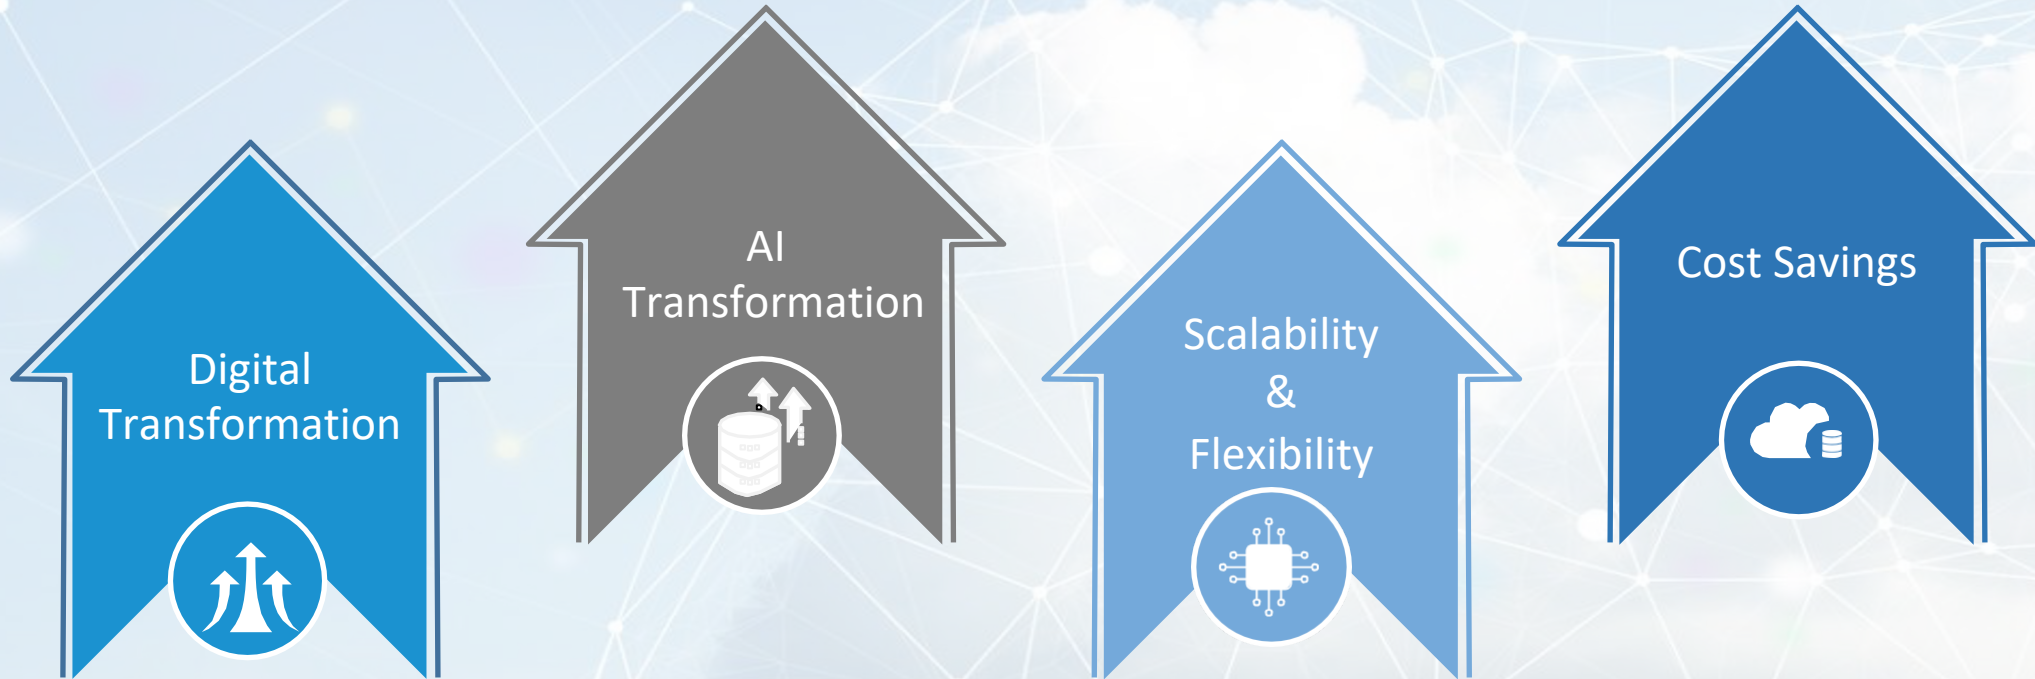 Digital
Transformation
AI
Transformation
Scalability
&
Flexibility
Cost Savings